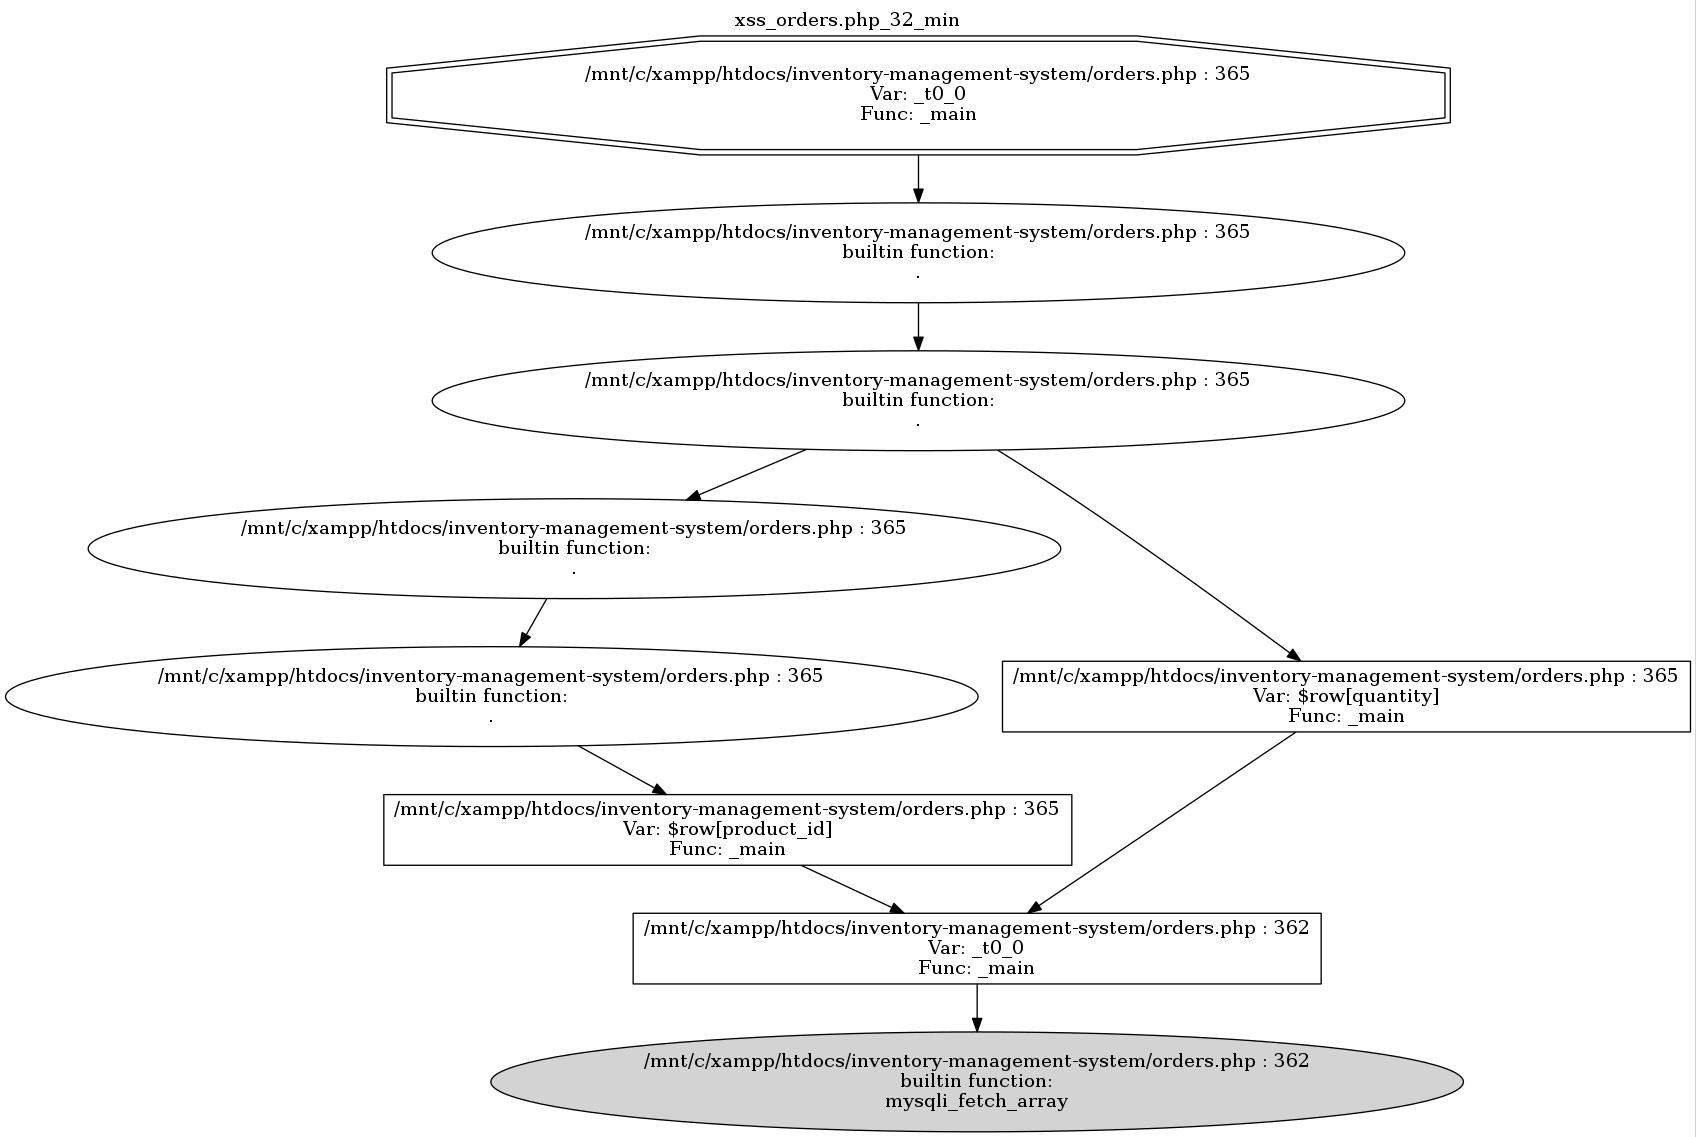 xss_orders.php_32_min
/mnt/c/xampp/htdocs/inventory-management-system/orders.php : 365
Var: _t0_0
Func: _main
/mnt/c/xampp/htdocs/inventory-management-system/orders.php : 365
builtin function:
.
/mnt/c/xampp/htdocs/inventory-management-system/orders.php : 365
builtin function:
.
/mnt/c/xampp/htdocs/inventory-management-system/orders.php : 365
builtin function:
.
/mnt/c/xampp/htdocs/inventory-management-system/orders.php : 365
builtin function:
.
/mnt/c/xampp/htdocs/inventory-management-system/orders.php : 365
Var: $row[quantity]
Func: _main
/mnt/c/xampp/htdocs/inventory-management-system/orders.php : 365
Var: $row[product_id]
Func: _main
/mnt/c/xampp/htdocs/inventory-management-system/orders.php : 362
Var: _t0_0
Func: _main
/mnt/c/xampp/htdocs/inventory-management-system/orders.php : 362
builtin function:
mysqli_fetch_array